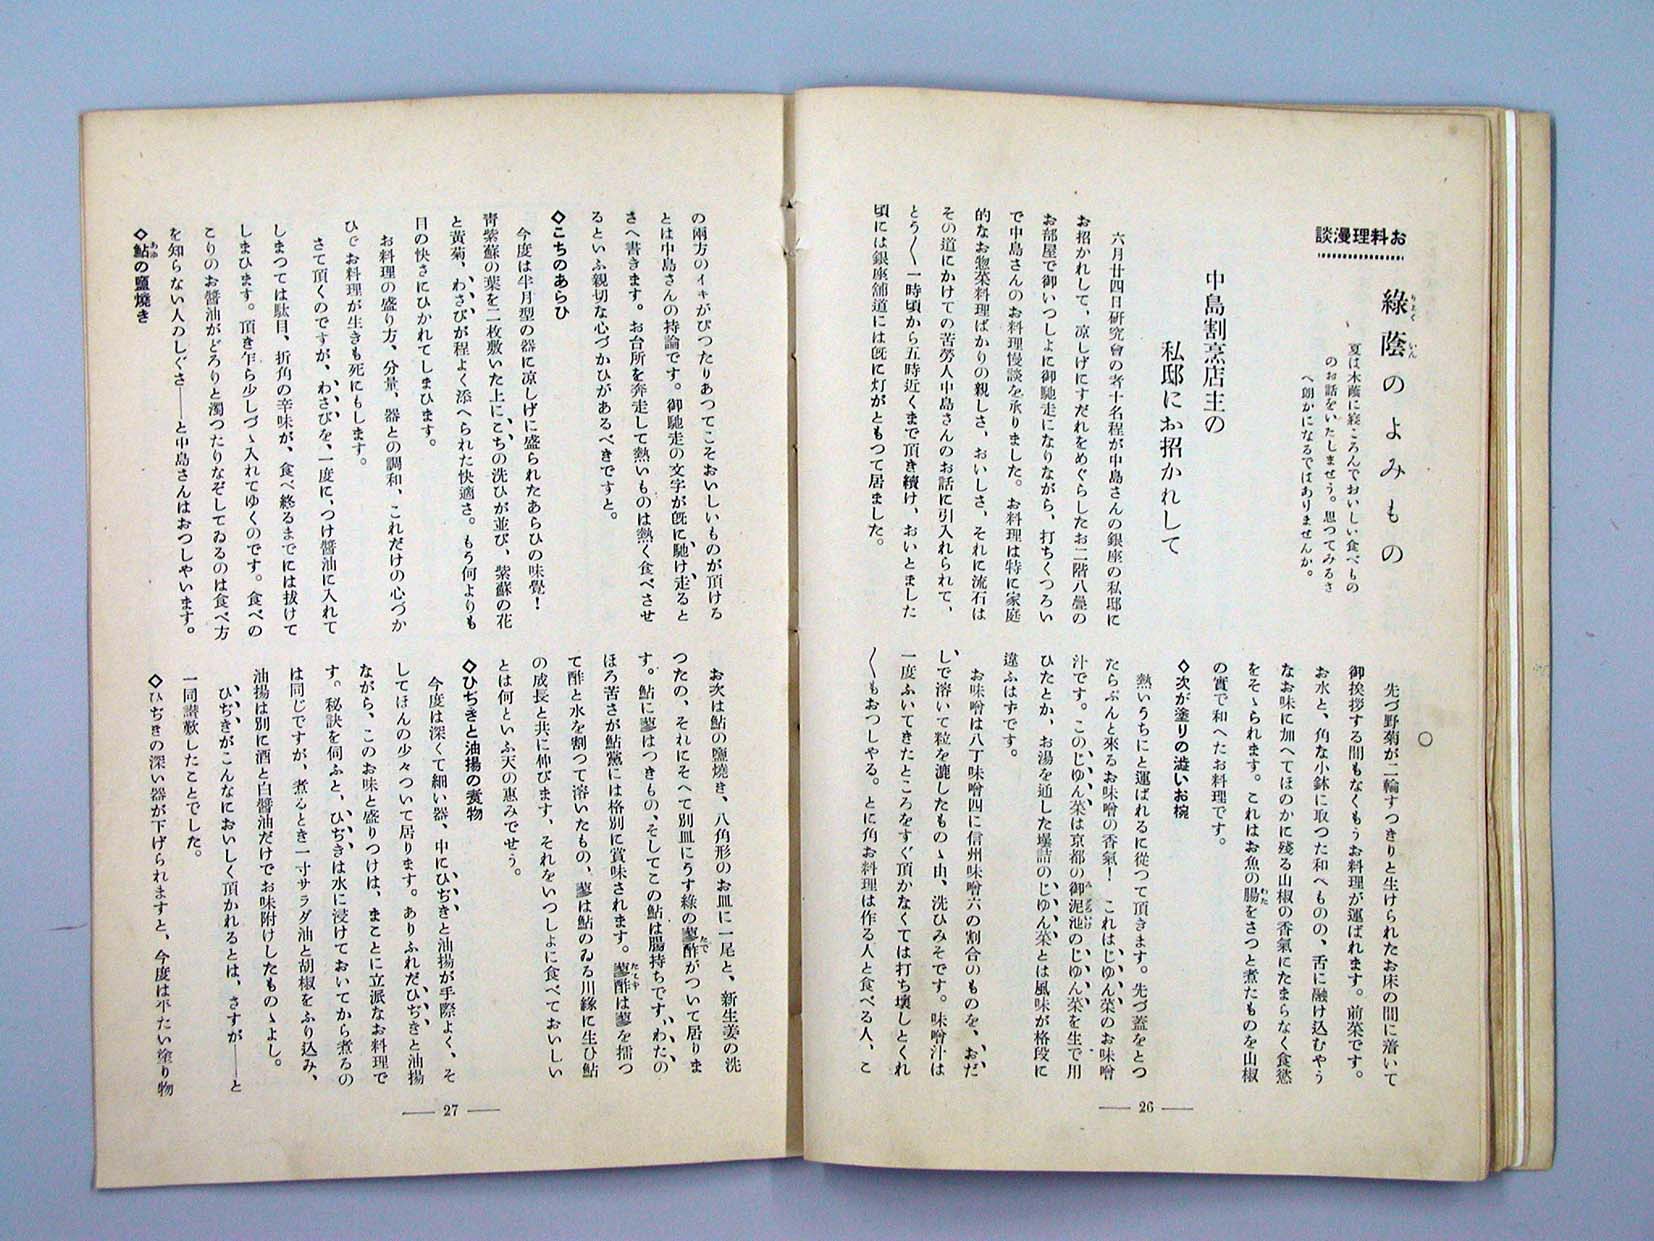 お料理漫談
綠蔭のよみもの
夏は木蔭に寢ころんでおいしい食べもの
のお話をいたしませう。思つてみるさ
へ朗かになるではありませんか。
中島割烹店主の
私邸にお招かれして
六月廿四日研究會の者十名程が中島さんの銀座の私邸に
お招かれして、凉しげにすだれをめぐらしたお二階八疊の
お部屋で御いつしよに御馳走になりながら、打ちくつろい
で中島さんのお料理慢談を承りました。お料理は特に家庭
的なお惣菜料理ばかりの親しさ、おいしさ、それに流石は
その道にかけての苦勞人中島さんのお話に引入れられて、
とう〳〵一時頃から五時近くまで頂き續け、おいとました
頃には銀座舖道には旣に灯がともつて居ました。
○
先づ野菊が二輪すつきりと生けられたお床の間に着いて
御挨拶する間もなくもうお料理が運ばれます。前菜です。
お水と、角な小鉢に取つた和へものの、舌に融け込むやう
なお味に加へてほのかに殘る山椒の香氣にたまらなく食慾
をそゝられます。これはお魚の腸をさつと煮たものを山椒
の實で和へたお料理です。
◇次が塗りの澁いお椀
熱いうちにと運ばれるに從つて頂きます。先づ蓋をとつ
たらぷんと來るお味噌の香氣！　これはじゆん菜のお味噌
汁です。このじゆん菜は京都の御泥池のじゆん菜を生で用
ひたとか、お湯を通した壜詰のじゆん菜とは風味が格段に
違ふはずです。
お味噌は八丁味噌四に信州味噌六の割合のものを、おだ
しで溶いて粒を漉したものゝ由、洗ひみそです。味噌汁は
一度ふいてきたところをすぐ頂かなくては打ち壞しとくれ
〴〵もおつしやる。とに角お料理は作る人と食べる人、こ
— 26 —
の兩方のイキがぴつたりあつてこそおいしいものが頂ける
とは中島さんの持論です。御馳走の文字が旣に馳け走ると
さへ書きます。お台所を奔走して熱いものは熱く食べさせ
るといふ親切な心づかひがあるべきですと。
◇こちのあらひ
今度は半月型の器に凉しげに盛られたあらひの味覺！
靑紫蘇の葉を二枚敷いた上にこちの洗ひが並び、紫蘇の花
と黃菊、わさびが程よく添へられた快適さ。もう何よりも
目の快さにひかれてしまひます。
お料理の盛り方、分量、器との調和、これだけの心づか
ひでお料理が生きも死にもします。
さて頂くのですが、わさびを、一度に、つけ醬油に入れて
しまつては駄目、折角の辛味が、食べ終るまでには拔けて
しまひます。頂き乍ら少しづゝ入れてゆくのです。食べの
こりのお醬油がどろりと濁つたりなぞしてゐるのは食べ方
を知らない人のしぐさ——と中島さんはおつしやいます。
◇鮎の鹽燒き
お次は鮎の鹽燒き、八角形のお皿に一尾と、新生姜の洗
つたの、それにそへて別皿にうす綠の蓼酢がついて居りま
す。鮎に蓼はつきもの、そしてこの鮎は腸持ちです、わたの
ほろ苦さが鮎黨には格別に賞味されます。蓼酢は蓼を擂つ
て酢と水を割つて溶いたもの、蓼は鮎のゐる川緣に生ひ鮎
の成長と共に伸びます、それをいつしよに食べておいしい
とは何といふ天の惠みでせう。
◇ひぢきと油揚の煮物
今度は深くて細い器、中にひぢきと油揚が手際よく、そ
してほんの少々ついて居ります。ありふれだひぢきと油揚
ながら、このお味と盛りつけは、まことに立派なお料理で
す。秘訣を伺ふと、ひぢきは水に浸けておいてから煮るの
は同じですが、煮るとき一寸サラダ油と胡椒をふり込み、
油揚は別に酒と白醬油だけでお味附けしたものゝよし。
ひぢきがこんなにおいしく頂かれるとは、さすが——と
一同讃歎したことでした。
◇ひぢきの深い器が下げられますと、今度は平たい塗り物
— 27 —